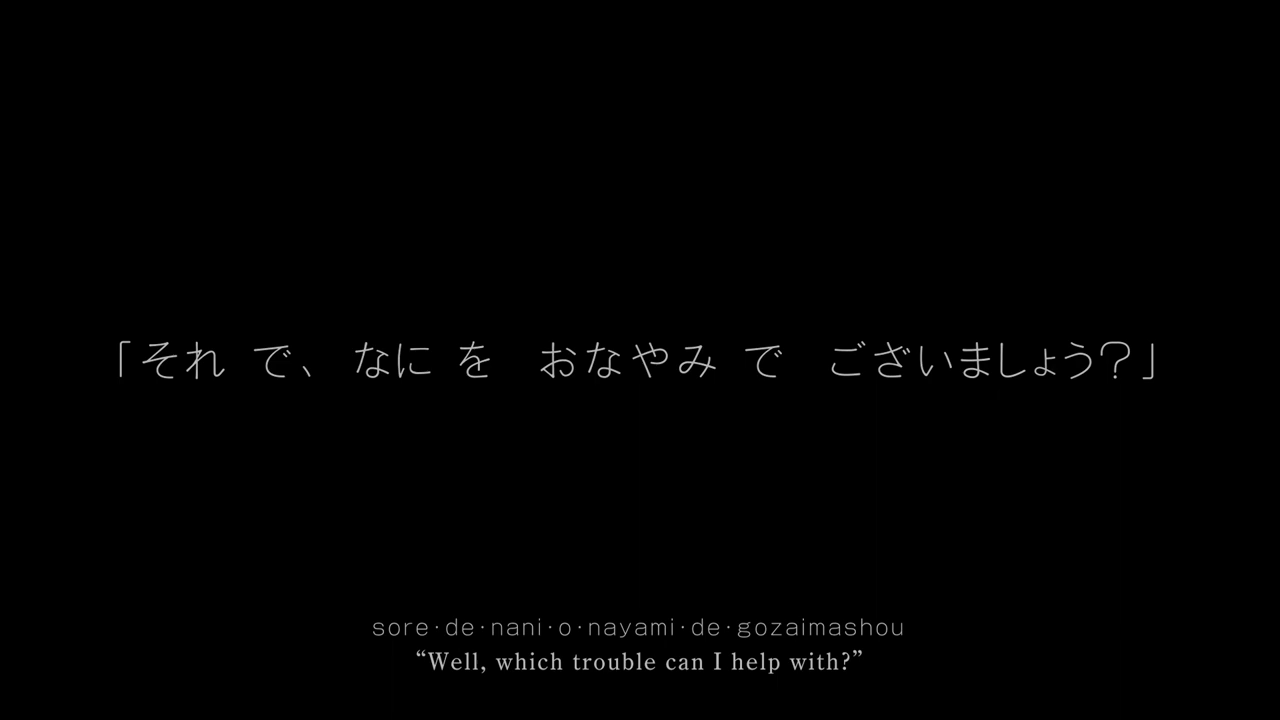 「それ で、 なに を　おなやみ で　ございましょう？」
sore·de·nani·o·nayami·de·gozaimashou
“Well, which trouble can I help with?”